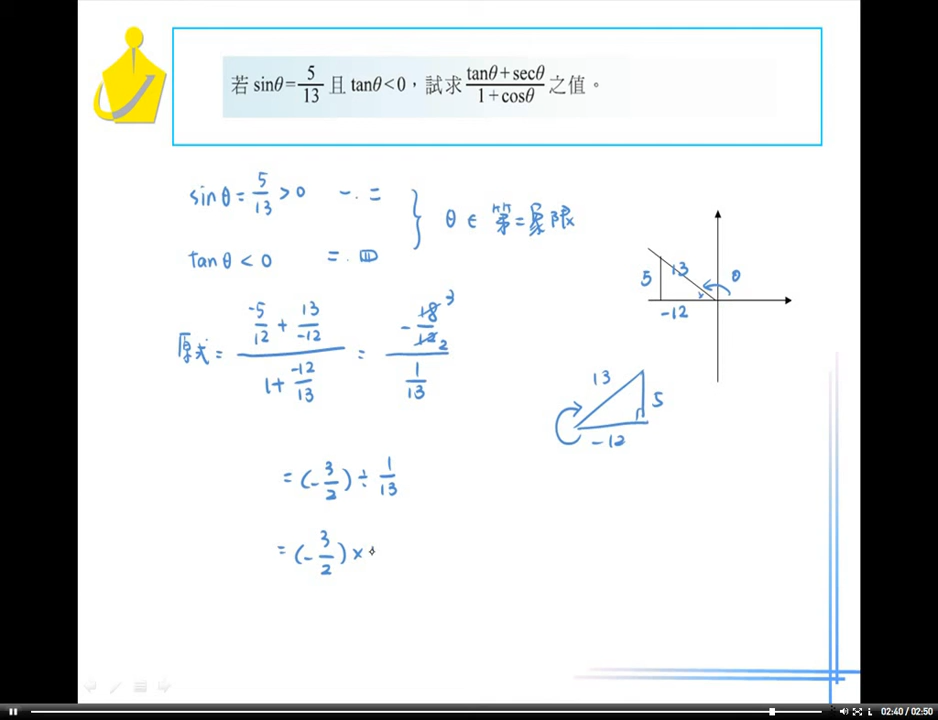 若 sinθ = 5/13 且 tanθ < 0，試求 (tanθ + secθ)/(1 + cosθ) 之值。
sinθ = 5/13 > 0 一.二
tanθ < 0 二.四
} θ ∈ 第二象限
原式 = (-5/12 + 13/-12)/(1 + -12/13) = (-18/12)/(1/13)
3
2
= (-3/2) ÷ 1/13
= (-3/2) ×
5
13
θ
-12
13
5
-12
02:40 / 02:50